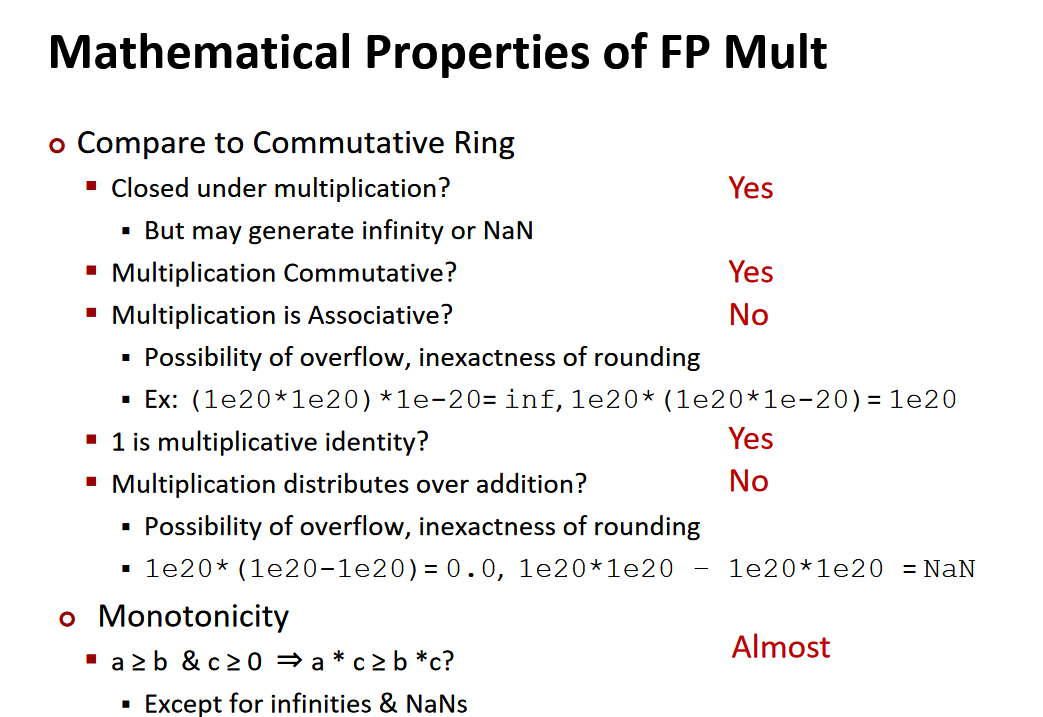 Mathematical Properties of FP Mult
Compare to Commutative Ring
Closed under multiplication? Yes
But may generate infinity or NaN
Multiplication Commutative? Yes
Multiplication is Associative? No
Possibility of overflow, inexactness of rounding
Ex: (1e20*1e20)*1e-20= inf, 1e20*(1e20*1e-20)= 1e20
1 is multiplicative identity? Yes
Multiplication distributes over addition? No
Possibility of overflow, inexactness of rounding
1e20*(1e20-1e20)= 0.0, 1e20*1e20 – 1e20*1e20 = NaN
Monotonicity
a ≥ b & c ≥ 0 ⇒ a * c ≥ b *c? Almost
Except for infinities & NaNs